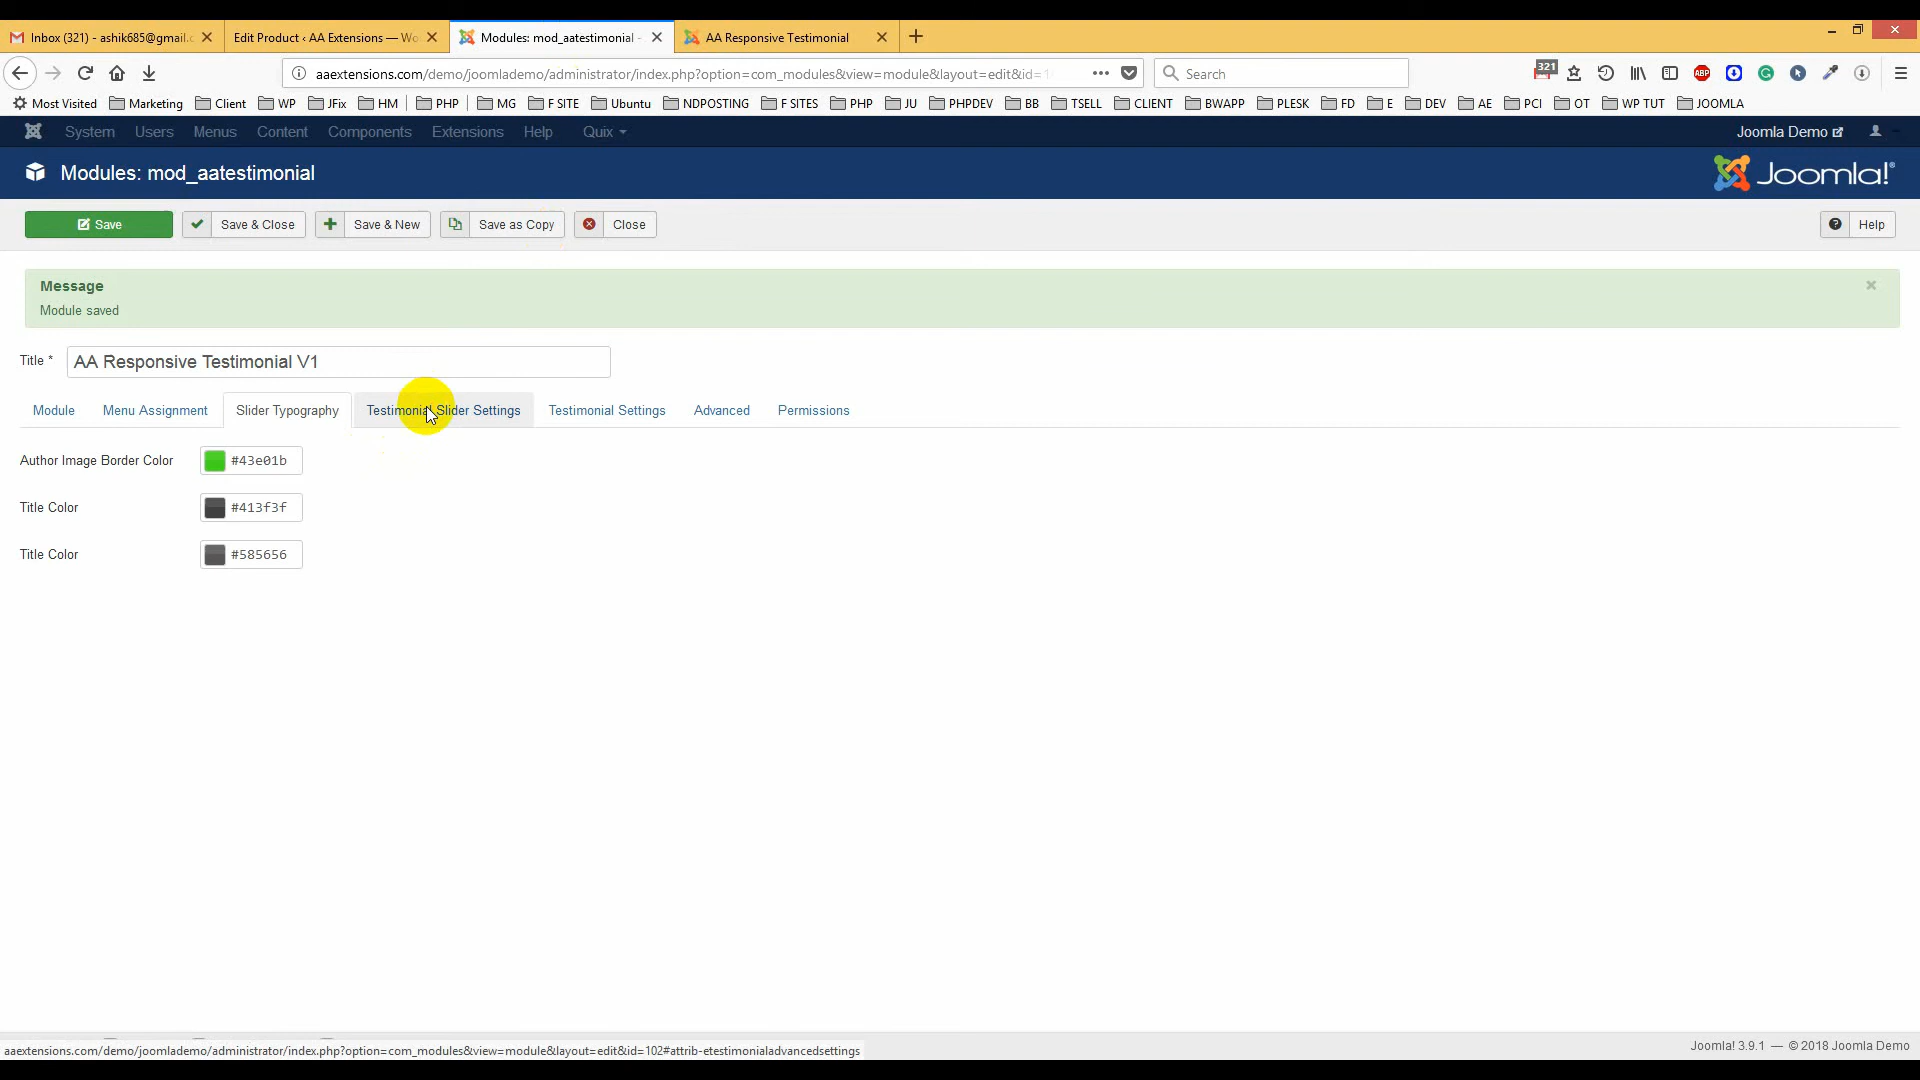 Inbox (321) - ashik685@gmail.c
Edit Product ‹ AA Extensions — Wo
Modules: mod_aatestimonial -
AA Responsive Testimonial
aaextensions.com/demo/joomlademo/administrator/index.php?option=com_modules&view=module&layout=edit&id=1
Search
321
ABP
Most Visited
Marketing
Client
WP
JFix
HM
PHP
MG
F SITE
Ubuntu
NDPOSTING
F SITES
PHP
JU
PHPDEV
BB
TSELL
CLIENT
BWAPP
PLESK
FD
E
DEV
AE
PCI
OT
WP TUT
JOOMLA
System
Users
Menus
Content
Components
Extensions
Help
Quix
Joomla Demo
Modules: mod_aatestimonial
Joomla!®
Save
Save & Close
Save & New
Save as Copy
Close
Help
Message
Module saved
Title *
AA Responsive Testimonial V1
Module
Menu Assignment
Slider Typography
Testimonial Slider Settings
Testimonial Settings
Advanced
Permissions
Author Image Border Color
#43e01b
Title Color
#413f3f
Title Color
#585656
aaextensions.com/demo/joomlademo/administrator/index.php?option=com_modules&view=module&layout=edit&id=102#attrib-etestimonialadvancedsettings
Joomla! 3.9.1 — © 2018 Joomla Demo